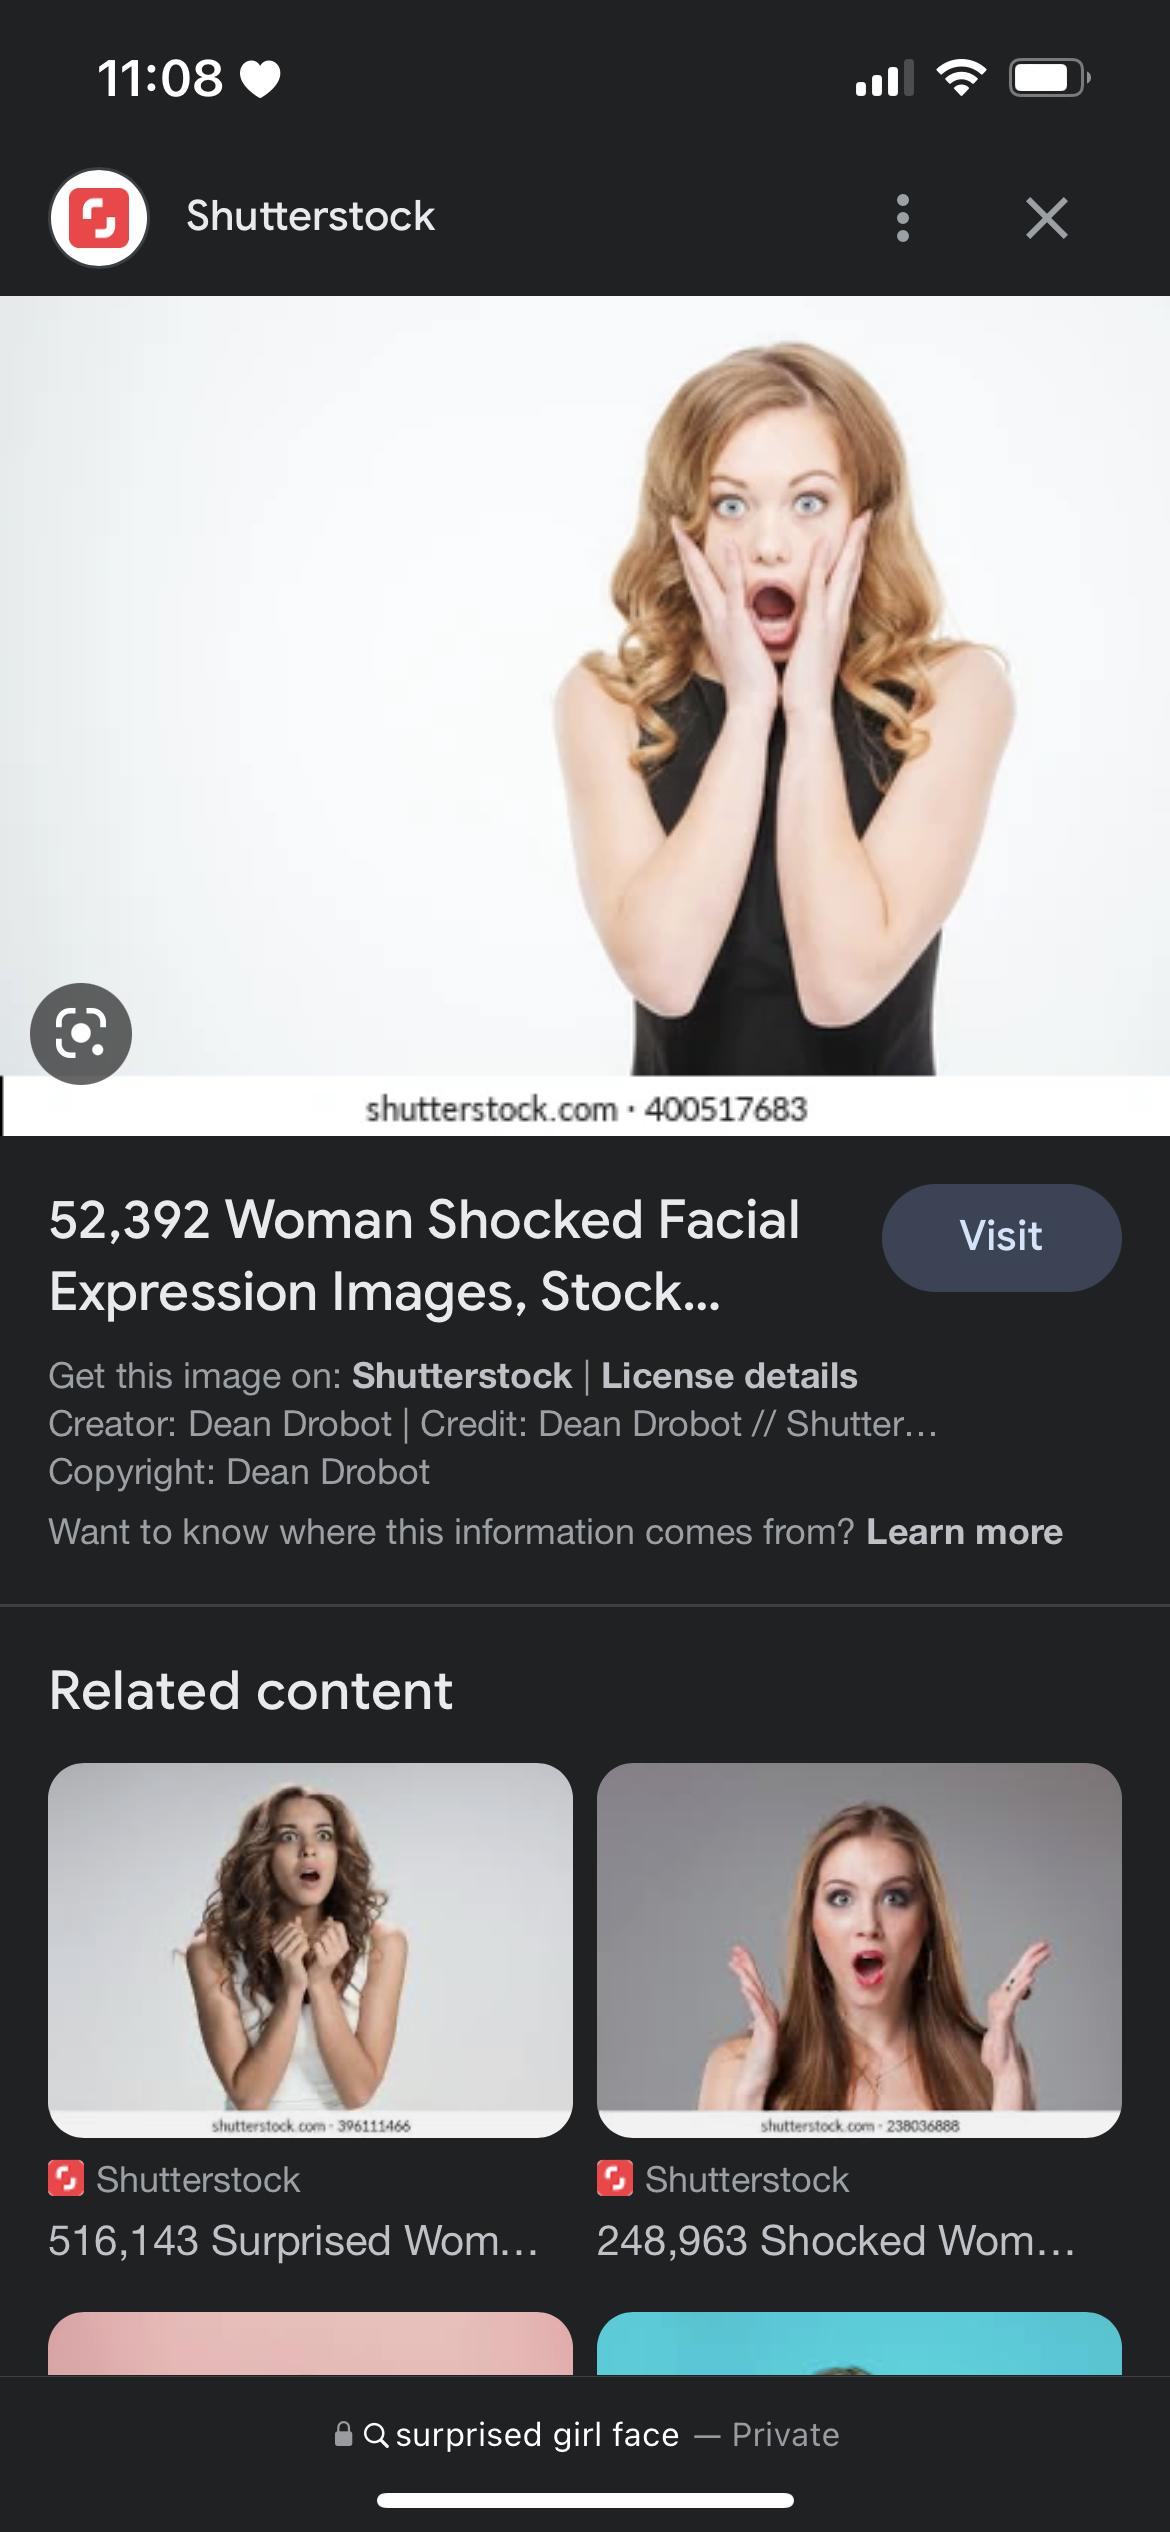 11:08
Shutterstock
shutterstock.com · 400517683
52,392 Woman Shocked Facial
Expression Images, Stock...
Visit
Get this image on: Shutterstock | License details
Creator: Dean Drobot | Credit: Dean Drobot // Shutter...
Copyright: Dean Drobot
Want to know where this information comes from? Learn more
Related content
shutterstock.com · 396111466
shutterstock.com · 238036888
Shutterstock
Shutterstock
516,143 Surprised Wom...
248,963 Shocked Wom...
surprised girl face — Private